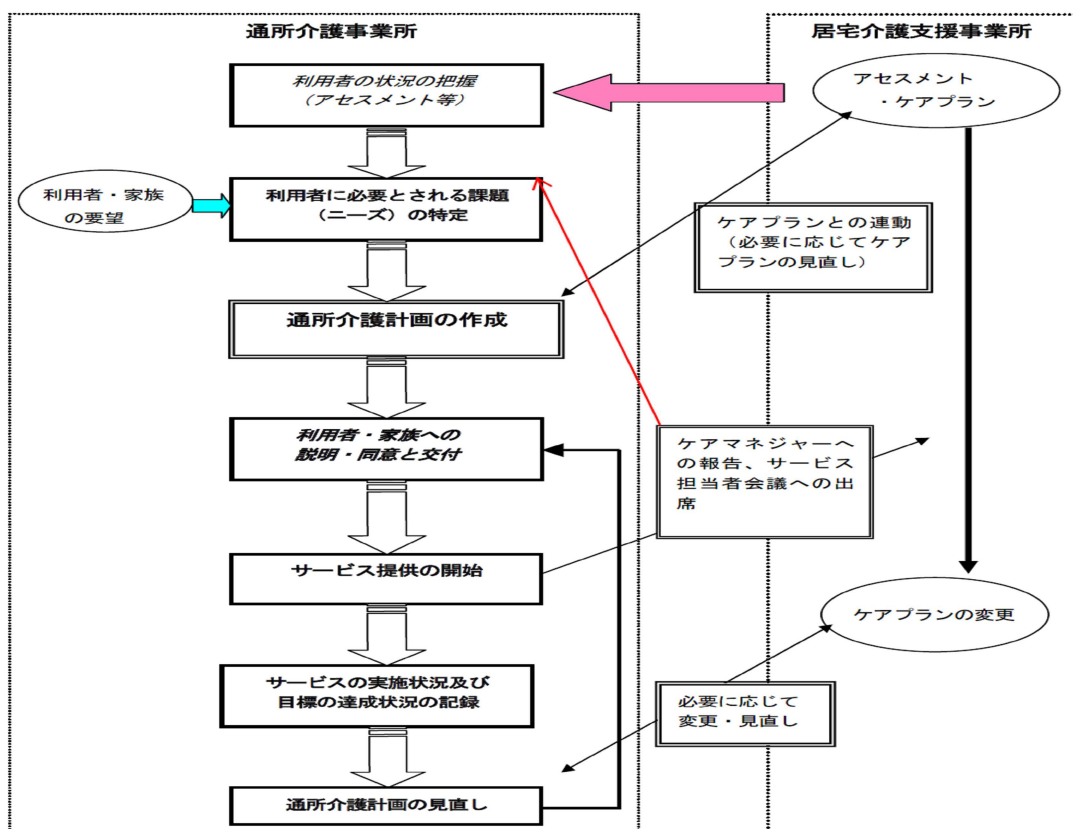 通所介護事業所
居宅介護支援事業所
利用者の状況の把握
(アセスメント等)
アセスメント
・ケアプラン
利用者・家族
の要望
利用者に必要とされる課題
(ニーズ)の特定
ケアプランとの連動
(必要に応じてケア
プランの見直し)
通所介護計画の作成
利用者・家族への
説明・同意と交付
ケアマネジャーへ
の報告、サービス
担当者会議への出
席
サービス提供の開始
ケアプランの変更
サービスの実施状況及び
目標の達成状況の記録
必要に応じて
変更・見直し
通所介護計画の見直し